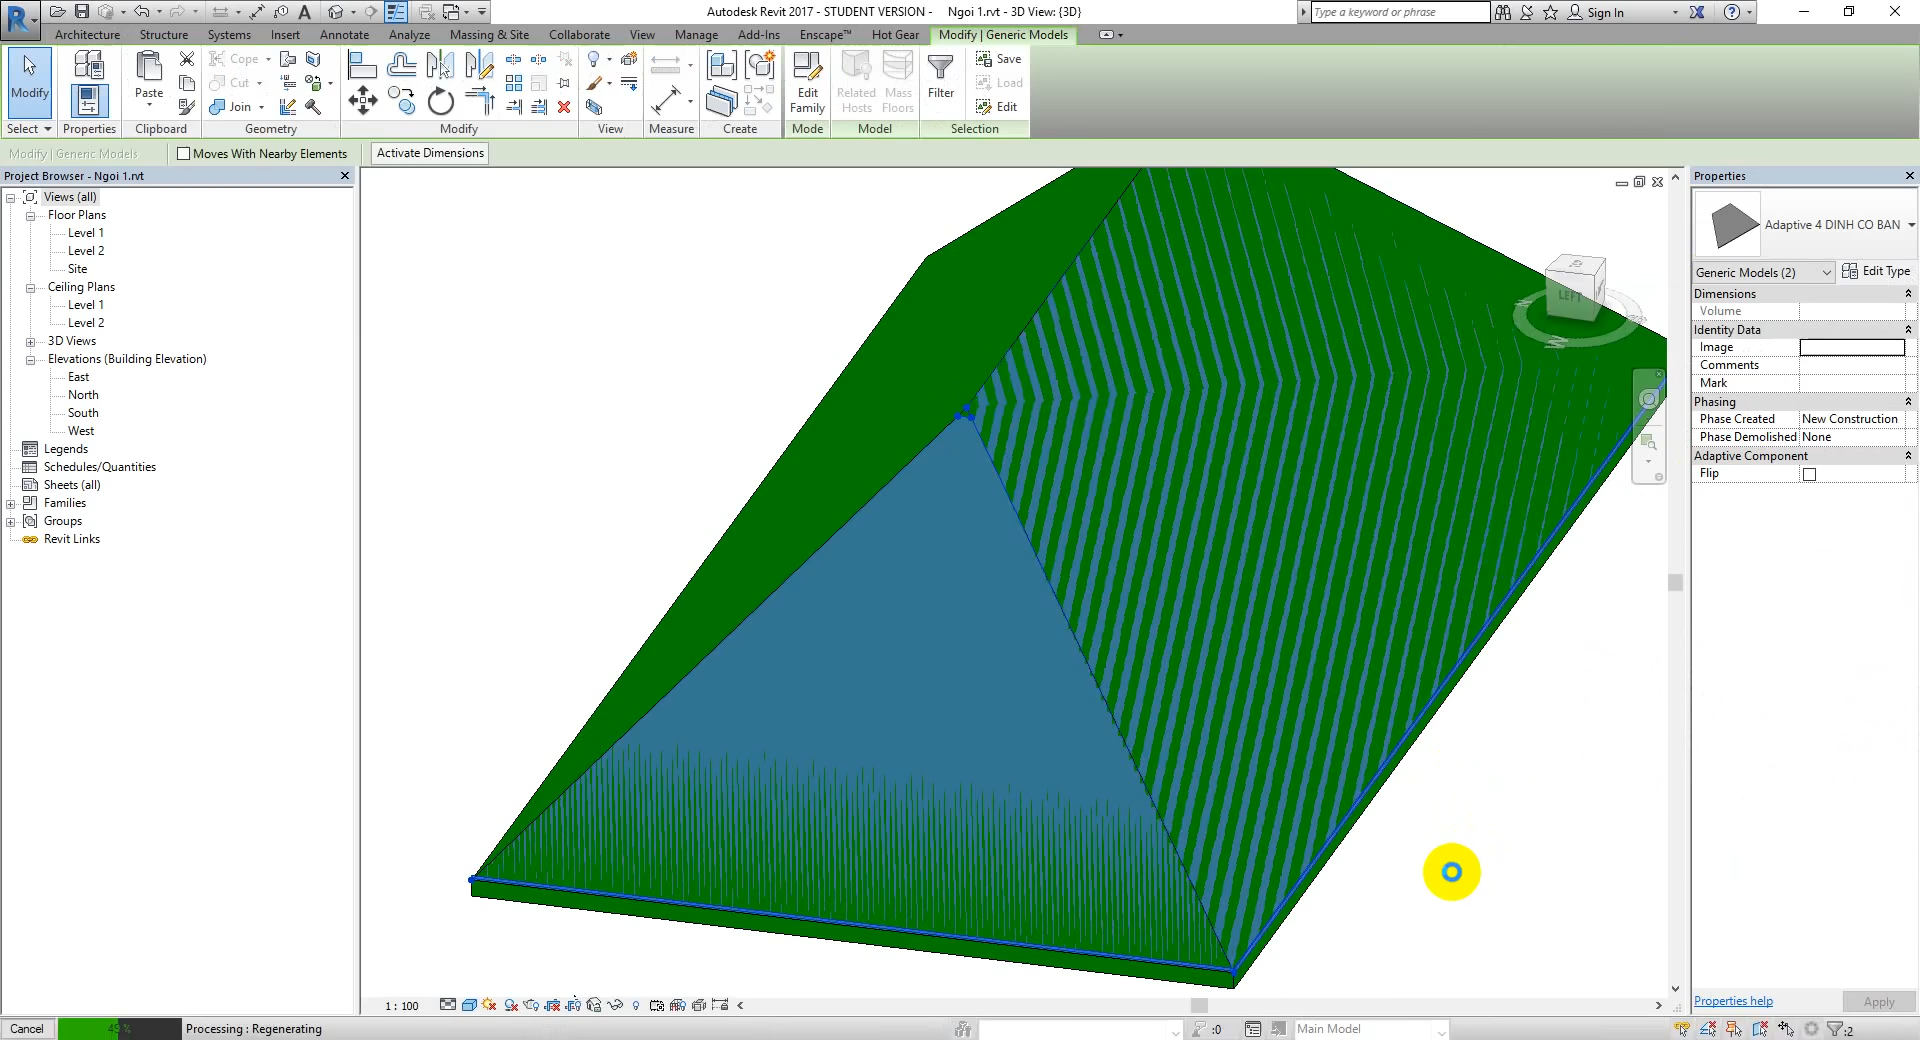 Autodesk Revit 2017 - STUDENT VERSION - Ngoi 1.rvt - 3D View: {3D}
Type a keyword or phrase
Sign In
Architecture Structure Systems Insert Annotate Analyze Massing & Site Collaborate View Manage Add-Ins Enscape™ Hot Gear Modify | Generic Models
Modify
Paste
Cope
Cut
Join
Edit Family
Related Hosts
Mass Floors
Filter
Save
Load
Edit
Select Properties Clipboard Geometry Modify View Measure Create Mode Model Selection
Modify | Generic Models
Moves With Nearby Elements
Activate Dimensions
Project Browser - Ngoi 1.rvt
Views (all)
Floor Plans
Level 1
Level 2
Site
Ceiling Plans
Level 1
Level 2
3D Views
Elevations (Building Elevation)
East
North
South
West
Legends
Schedules/Quantities
Sheets (all)
Families
Groups
Revit Links
LEFT
Properties
Adaptive 4 DINH CO BAN
Generic Models (2)
Edit Type
Dimensions
Volume
Identity Data
Image
Comments
Mark
Phasing
Phase Created New Construction
Phase Demolished None
Adaptive Component
Flip
Properties help
Apply
1 : 100
Cancel
49 %
Processing : Regenerating
:0
Main Model
:2